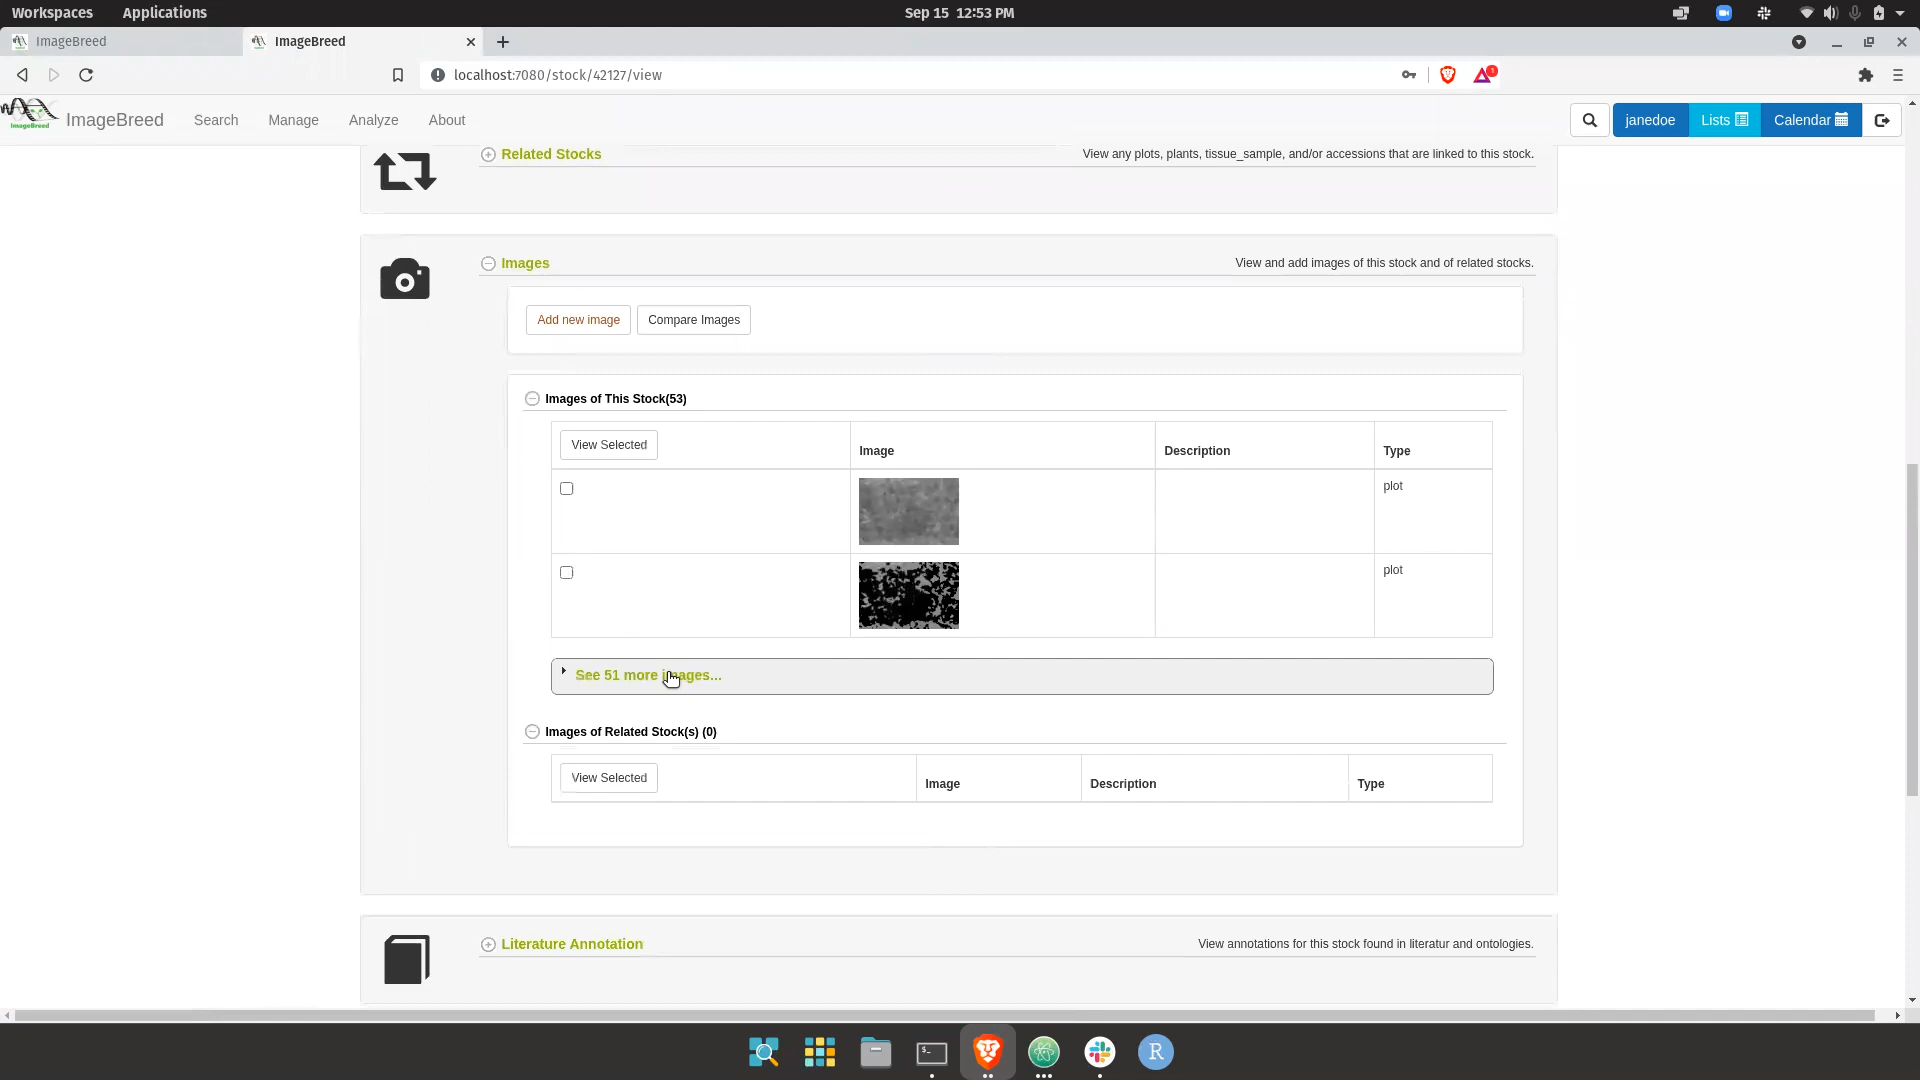 Workspaces Applications Sep 15 12:53 PM
ImageBreed ImageBreed
localhost:7080/stock/42127/view 1
ImageBreed ImageBreed Search Manage Analyze About janedoe Lists Calendar
Related Stocks View any plots, plants, tissue_sample, and/or accessions that are linked to this stock.
Images View and add images of this stock and of related stocks.
Add new image Compare Images
Images of This Stock(53)
View Selected Image Description Type
plot
plot
See 51 more images...
Images of Related Stock(s) (0)
View Selected Image Description Type
Literature Annotation View annotations for this stock found in literatur and ontologies.
$_ R